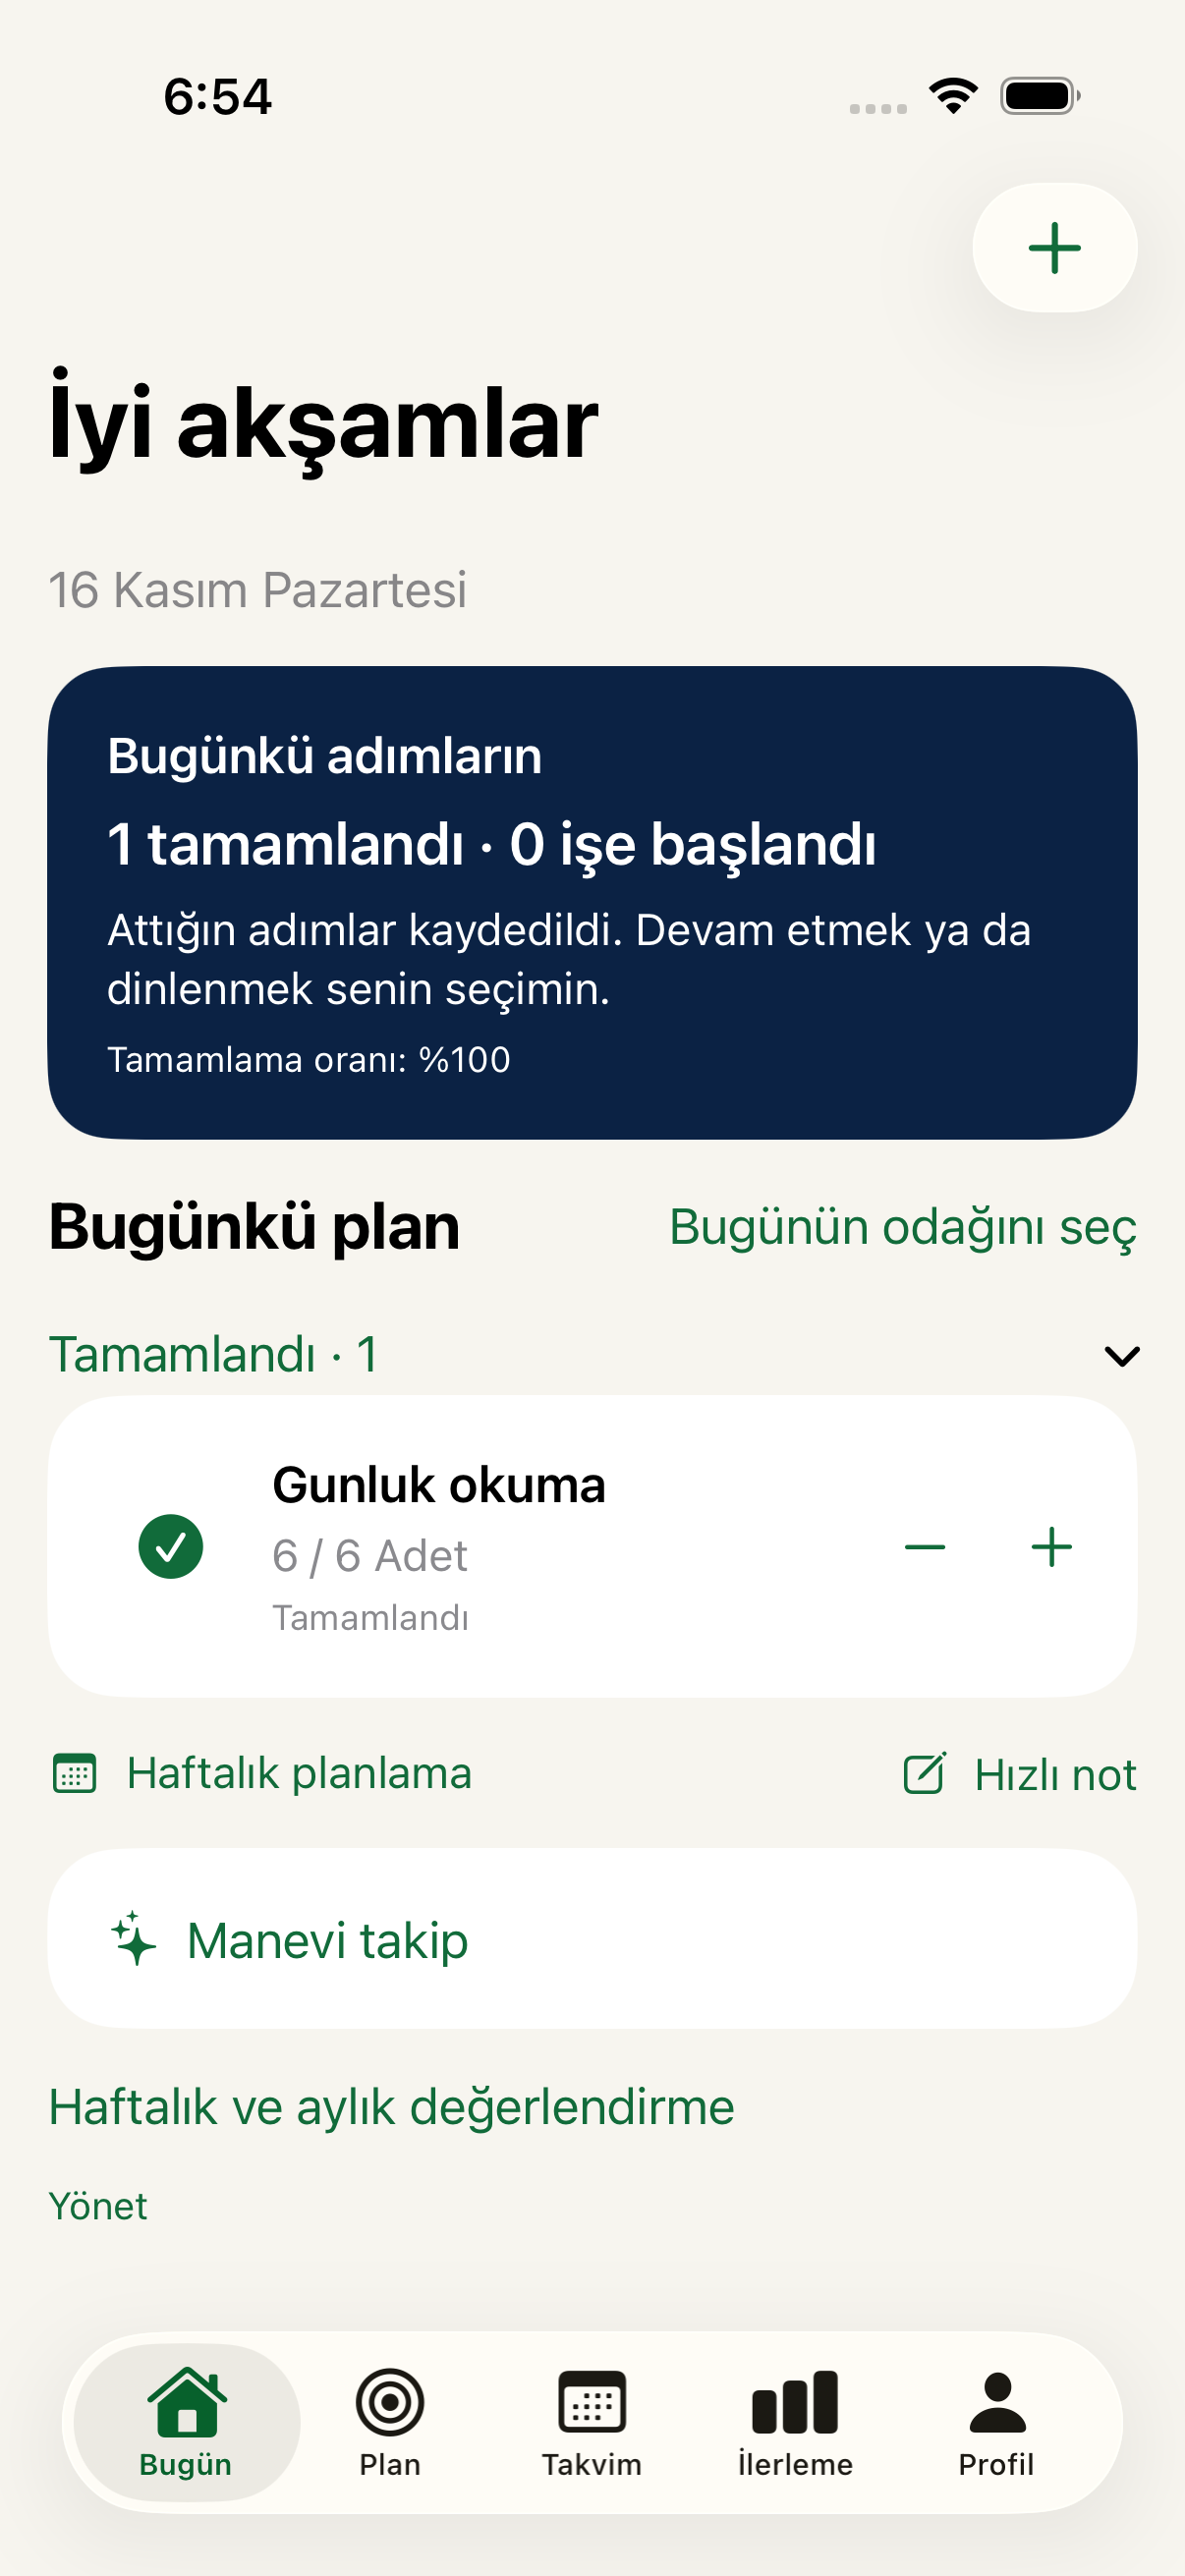 6:54
İyi akşamlar
16 Kasım Pazartesi
Bugünkü adımların
1 tamamlandı · 0 işe başlandı
Attığın adımlar kaydedildi. Devam etmek ya da
dinlenmek senin seçimin.
Tamamlama oranı: %100
Bugünkü plan
Bugünün odağını seç
Tamamlandı · 1
Gunluk okuma
6 / 6 Adet
Tamamlandı
Haftalık planlama
Hızlı not
Manevi takip
Haftalık ve aylık değerlendirme
Yönet
Bugün
Plan
Takvim
İlerleme
Profil